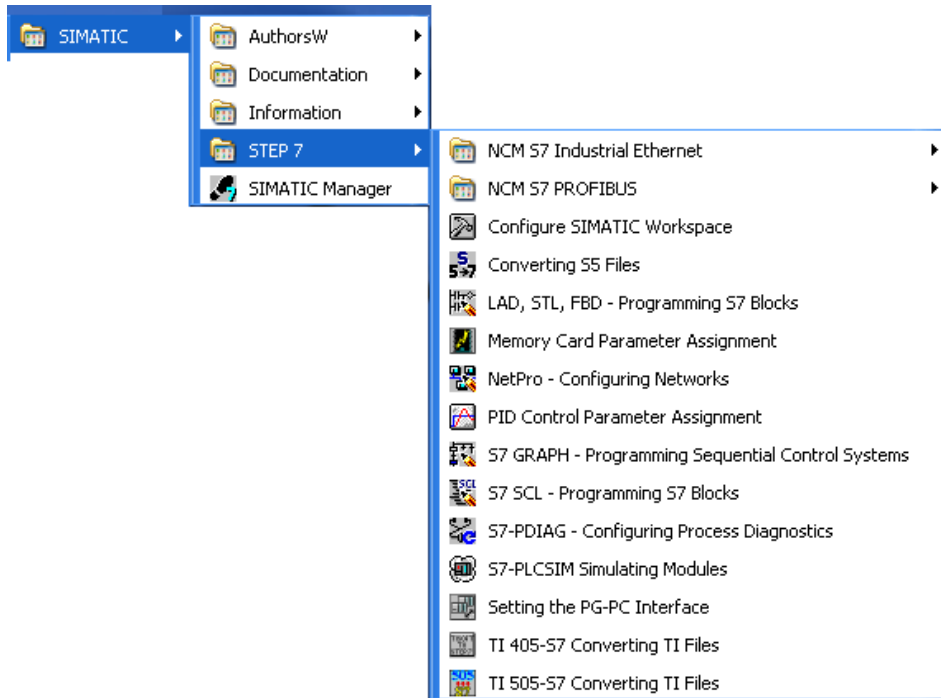 SIMATIC
AuthorsW
Documentation
Information
STEP 7
SIMATIC Manager
NCM S7 Industrial Ethernet
NCM S7 PROFIBUS
Configure SIMATIC Workspace
Converting S5 Files
LAD, STL, FBD - Programming S7 Blocks
Memory Card Parameter Assignment
NetPro - Configuring Networks
PID Control Parameter Assignment
S7 GRAPH - Programming Sequential Control Systems
S7 SCL - Programming S7 Blocks
S7-PDIAG - Configuring Process Diagnostics
S7-PLCSIM Simulating Modules
Setting the PG-PC Interface
TI 405-S7 Converting TI Files
TI 505-S7 Converting TI Files